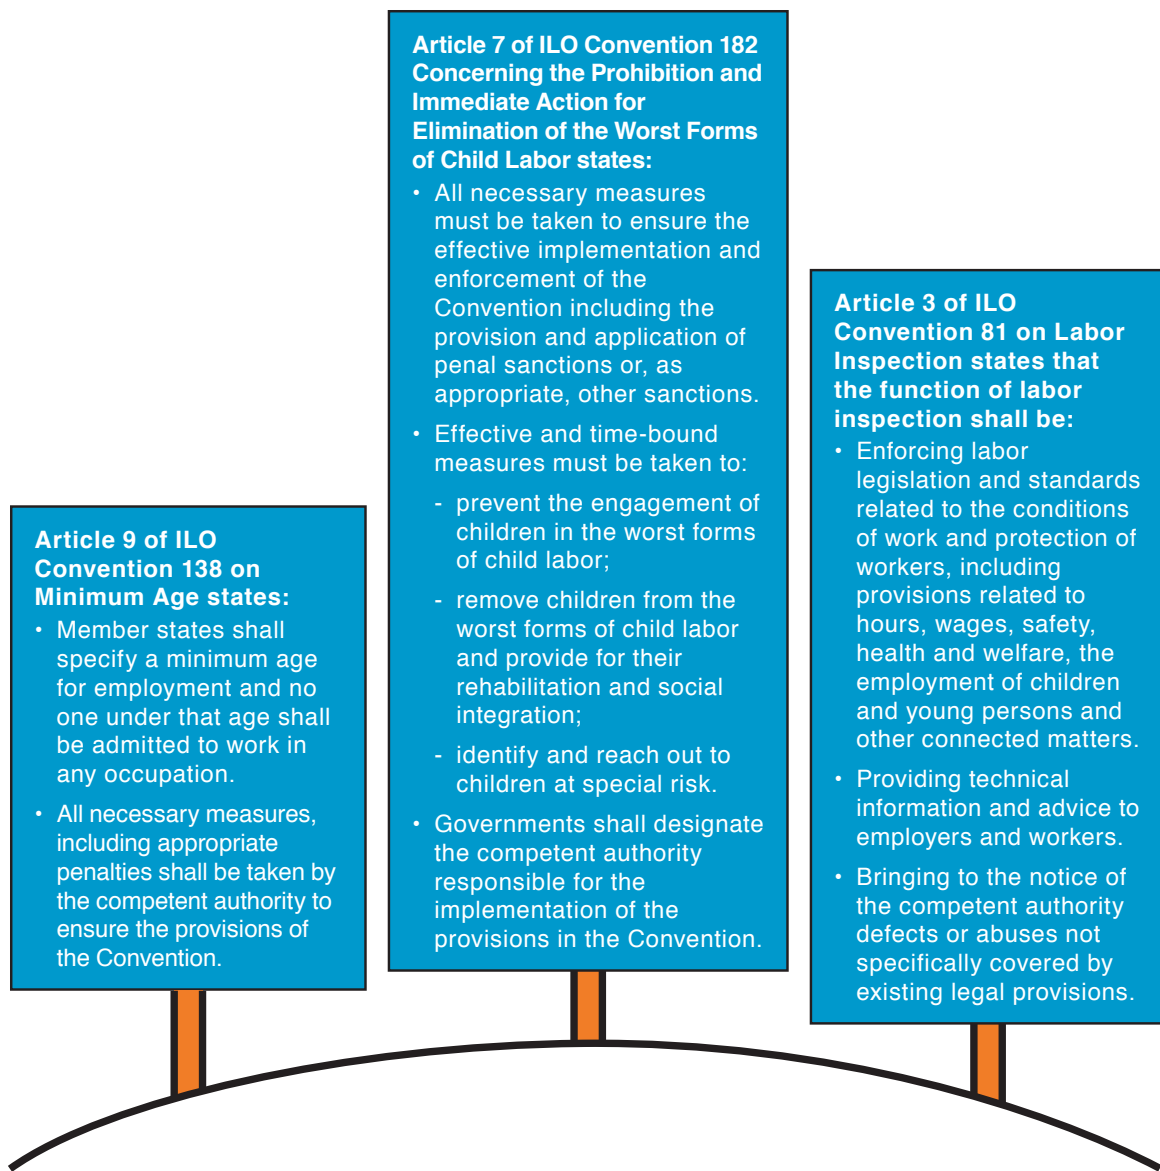 Article 9 of ILO
Convention 138 on
Minimum Age states:
• Member states shall
specify a minimum age
for employment and no
one under that age shall
be admitted to work in
any occupation.
• All necessary measures,
including appropriate
penalties shall be taken by
the competent authority to
ensure the provisions of
the Convention.
Article 7 of ILO Convention 182
Concerning the Prohibition and
Immediate Action for
Elimination of the Worst Forms
of Child Labor states:
• All necessary measures
must be taken to ensure the
effective implementation and
enforcement of the
Convention including the
provision and application of
penal sanctions or, as
appropriate, other sanctions.
• Effective and time-bound
measures must be taken to:
- prevent the engagement of
children in the worst forms
of child labor;
- remove children from the
worst forms of child labor
and provide for their
rehabilitation and social
integration;
- identify and reach out to
children at special risk.
• Governments shall designate
the competent authority
responsible for the
implementation of the
provisions in the Convention.
Article 3 of ILO
Convention 81 on Labor
Inspection states that
the function of labor
inspection shall be:
• Enforcing labor
legislation and standards
related to the conditions
of work and protection of
workers, including
provisions related to
hours, wages, safety,
health and welfare, the
employment of children
and young persons and
other connected matters.
• Providing technical
information and advice to
employers and workers.
• Bringing to the notice of
the competent authority
defects or abuses not
specifically covered by
existing legal provisions.